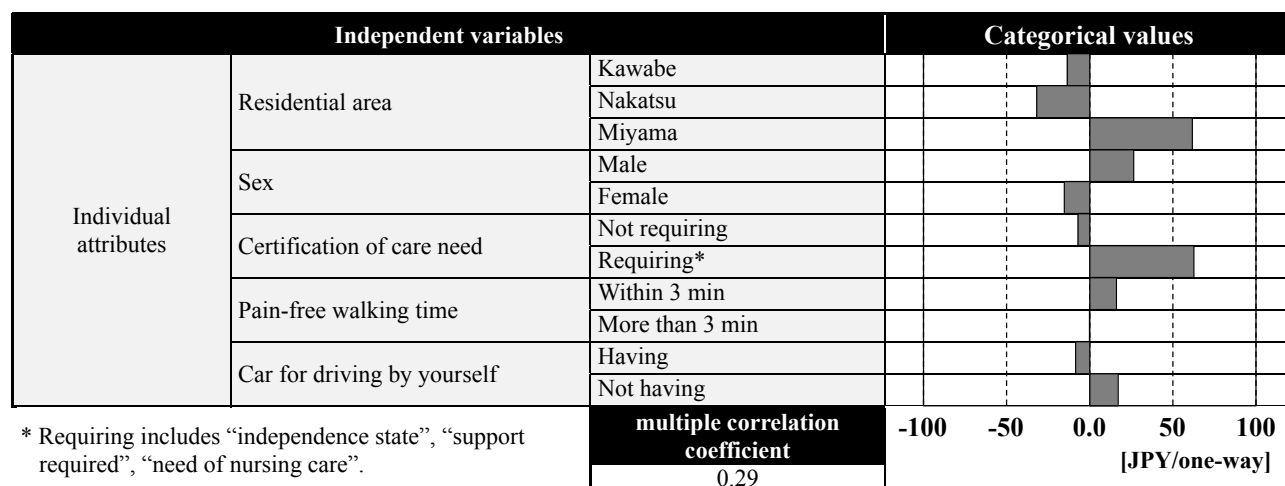 Independent variables
Categorical values
Individual
attributes
Residential area
Kawabe
Nakatsu
Miyama
Sex
Male
Female
Certification of care need
Not requiring
Requiring*
Pain-free walking time
Within 3 min
More than 3 min
Car for driving by yourself
Having
Not having
* Requiring includes “independence state”, “support
required”, “need of nursing care”.
multiple correlation
coefficient
0.29
-100 -50 0.0 50 100
[JPY/one-way]